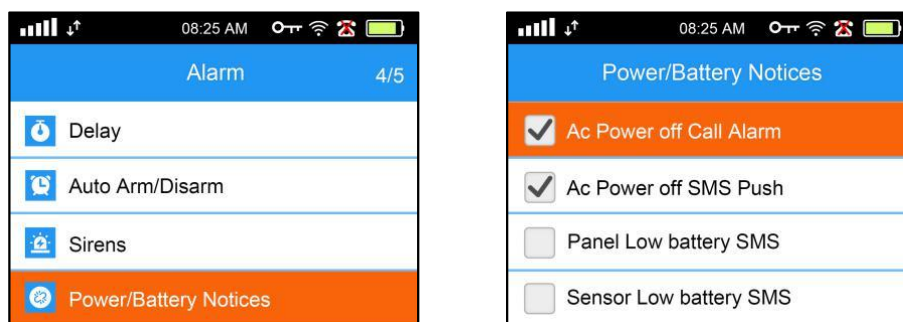 08:25 AM
Alarm 4/5
Delay
Auto Arm/Disarm
Sirens
Power/Battery Notices
08:25 AM
Power/Battery Notices
Ac Power off Call Alarm
Ac Power off SMS Push
Panel Low battery SMS
Sensor Low battery SMS